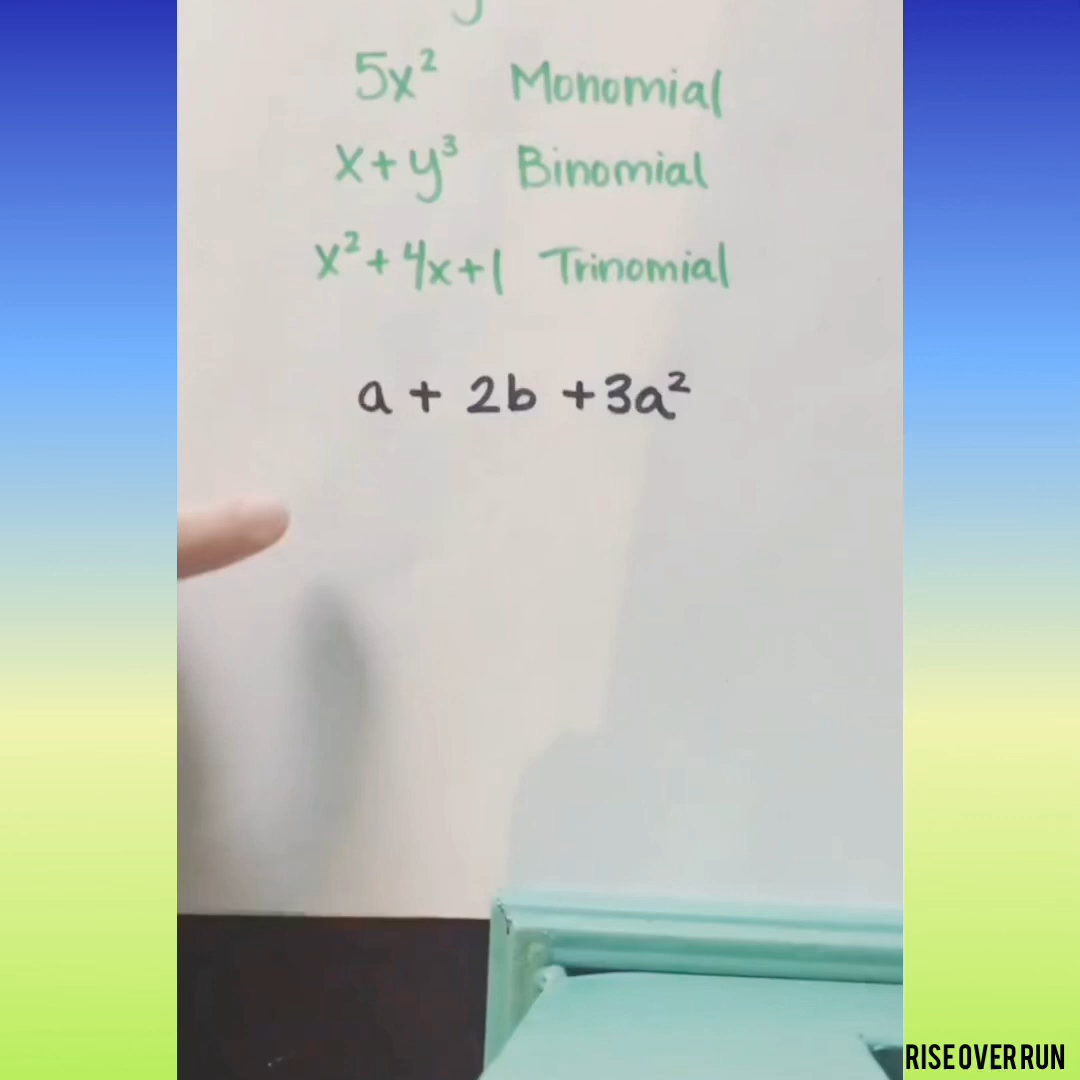 5x² Monomial
x+y³ Binomial
x²+4x+1 Trinomial
a + 2b +3a²
RISE OVER RUN